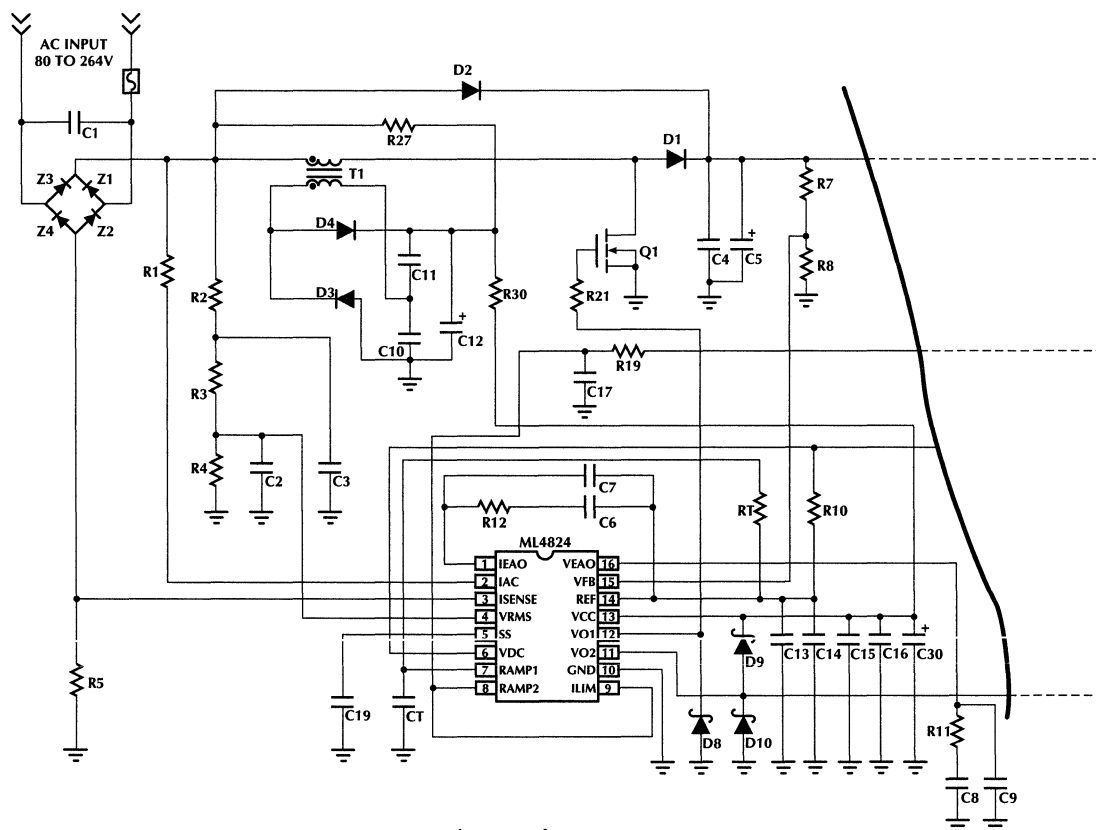 AC INPUT
80 TO 264V
C1
Z3
Z1
Z4
Z2
D2
R27
T1
D1
R7
R8
D4
D3
C11
C10
C12
R1
R2
R3
R4
R30
Q1
R21
C4
C5
R19
C17
C2
C3
C7
C6
R12
RT
R10
ML4824
1 IEAO
2 IAC
3 ISENSE
4 VRMS
5 SS
6 VDC
7 RAMP1
8 RAMP2
VEAO 16
VFB 15
REF 14
VCC 13
VO1 12
VO2 11
GND 10
ILIM 9
R5
C19
CT
D9
C13
C14
C15
C16
C30
D8
D10
R11
C8
C9
+
+
+